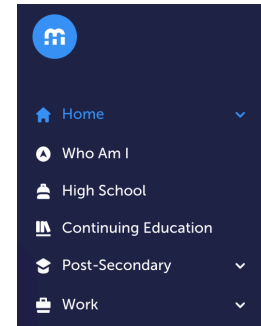 m
Home
Who Am I
High School
Continuing Education
Post-Secondary
Work